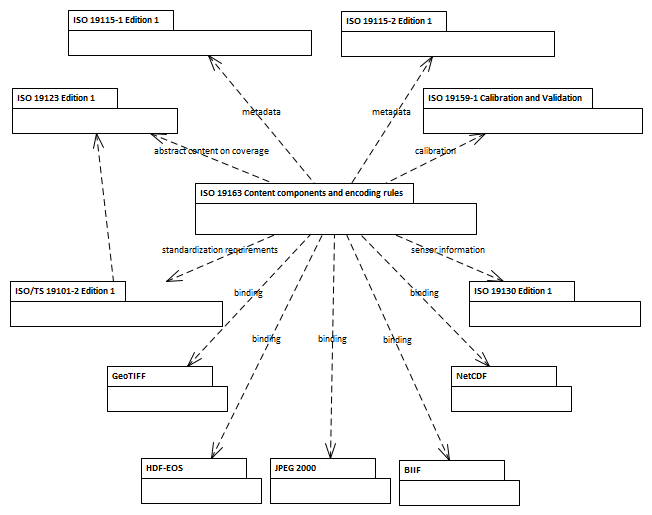 ISO 19115-1 Edition 1
ISO 19115-2 Edition 1
ISO 19123 Edition 1
ISO 19159-1 Calibration and Validation
metadata
metadata
abstract content on coverage
calibration
ISO 19163 Content components and encoding rules
standardization requirements
sensor information
ISO/TS 19101-2 Edition 1
binding
binding
ISO 19130 Edition 1
binding
binding
binding
GeoTIFF
NetCDF
HDF-EOS
JPEG 2000
BIIF